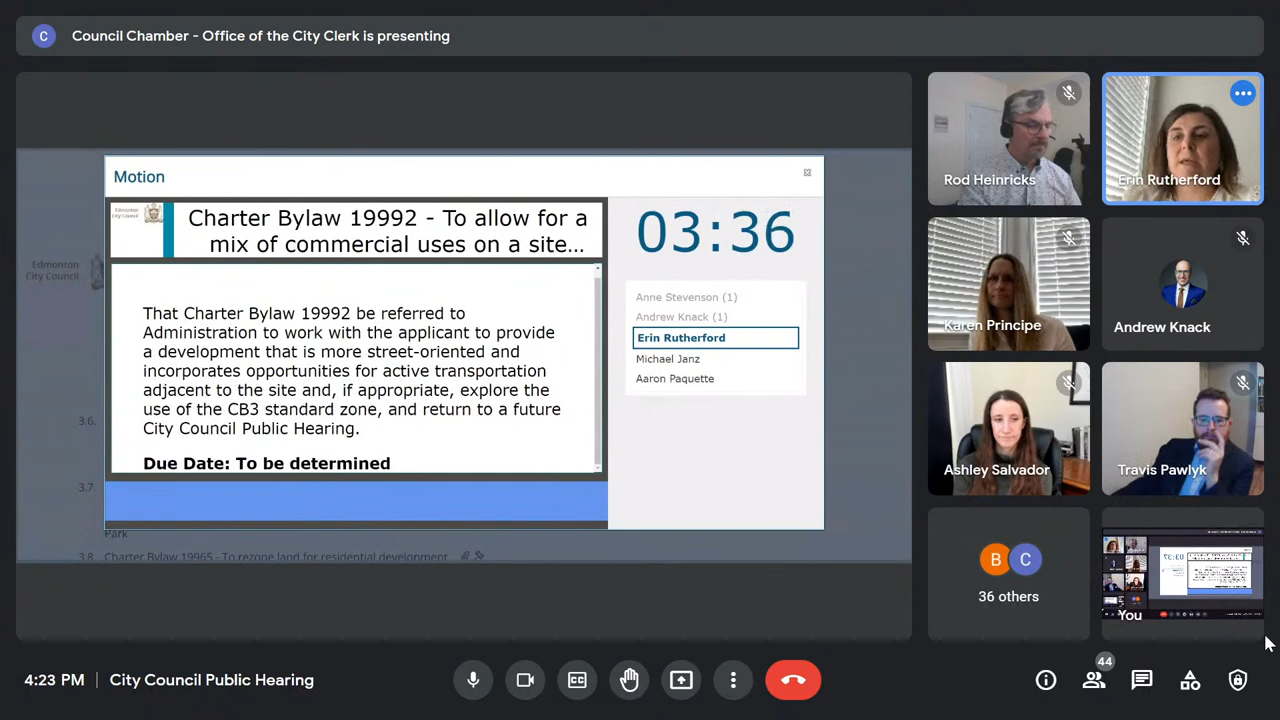 C
Council Chamber - Office of the City Clerk is presenting
Motion
Edmonton
City Council
Charter Bylaw 19992 - To allow for a
mix of commercial uses on a site...
That Charter Bylaw 19992 be referred to
Administration to work with the applicant to provide
a development that is more street-oriented and
incorporates opportunities for active transportation
adjacent to the site and, if appropriate, explore the
use of the CB3 standard zone, and return to a future
City Council Public Hearing.
Due Date: To be determined
03:36
Anne Stevenson (1)
Andrew Knack (1)
Erin Rutherford
Michael Janz
Aaron Paquette
Edmonton
City Council
3.6.
3.7.
Park
3.8. Charter Bylaw 19965 - To rezone land for residential development
Rod Heinricks
Erin Rutherford
Karen Principe
Andrew Knack
Ashley Salvador
Travis Pawlyk
B C
36 others
You
4:23 PM | City Council Public Hearing
CC
44